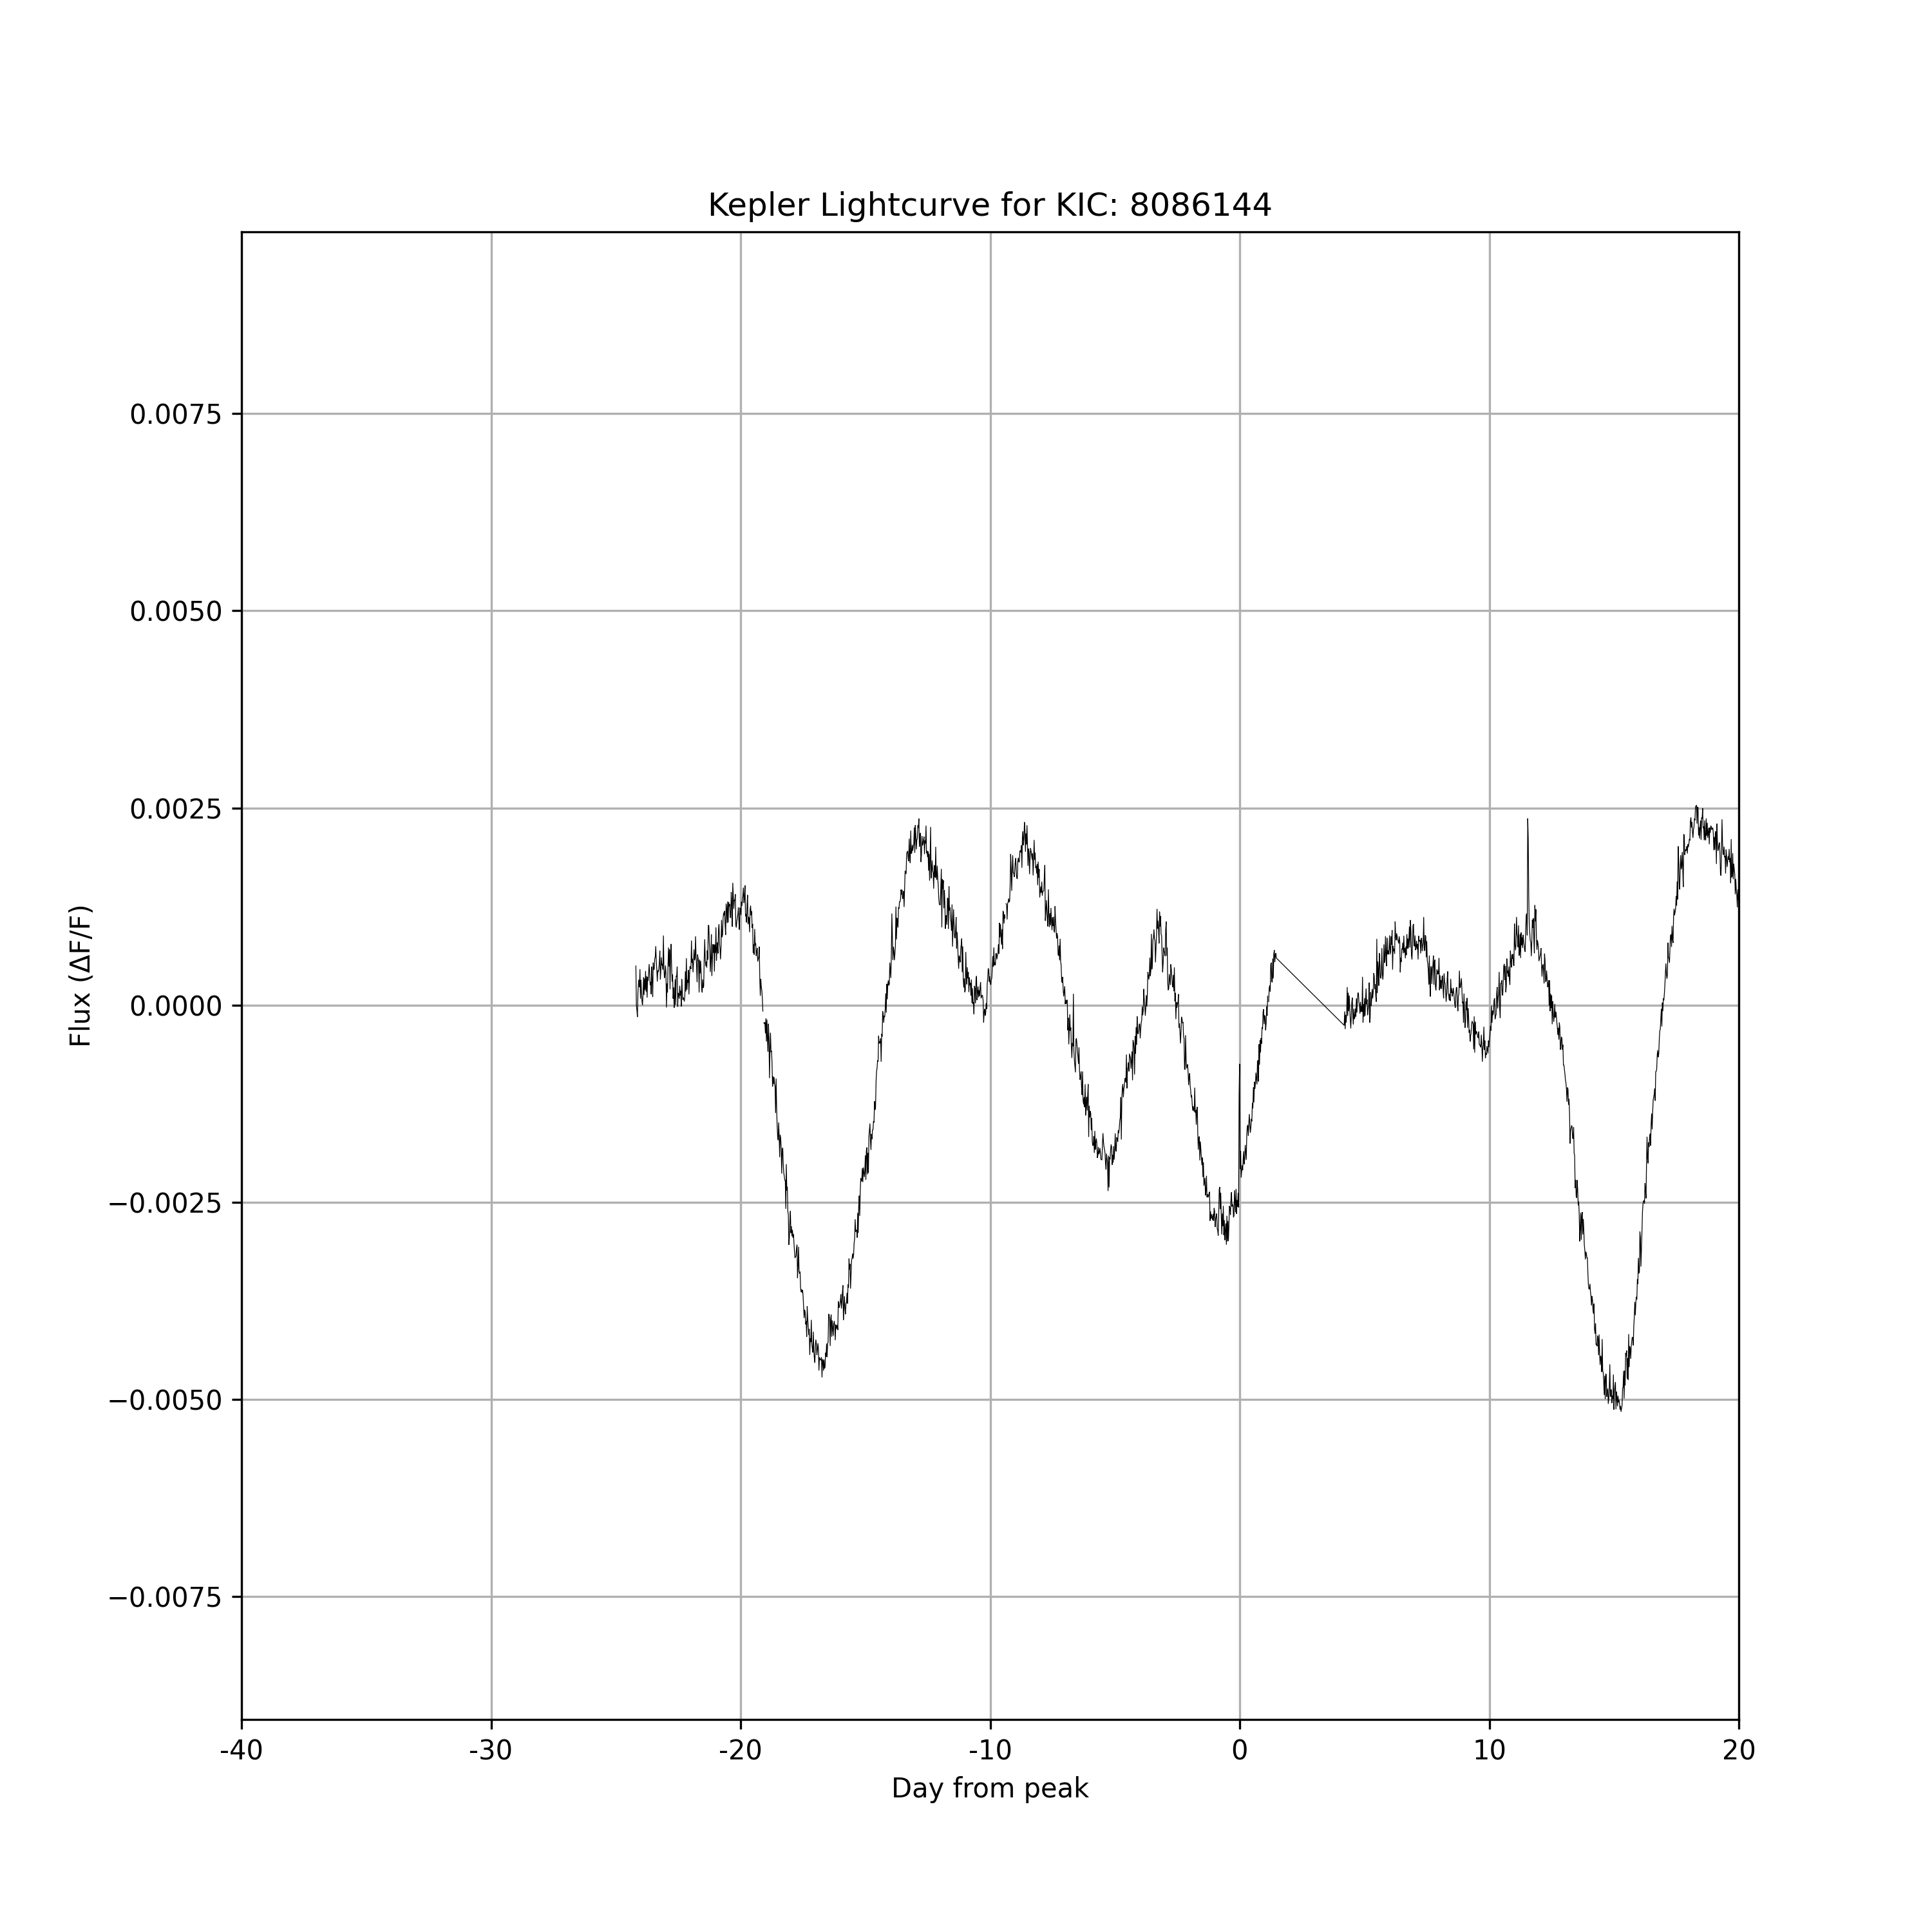 Kepler Lightcurve for KIC: 8086144
Flux (ΔF/F)
0.0075
0.0050
0.0025
0.0000
−0.0025
−0.0050
−0.0075
-40 -30 -20 -10 0 10 20
Day from peak